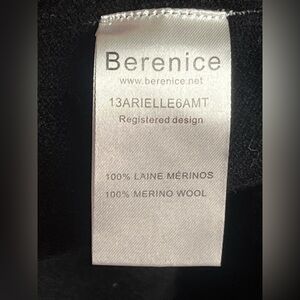 Berenice
www.berenice.net
13ARIELLE6AMT
Registered design
100% LAINE MÉRINOS
100% MERINO WOOL